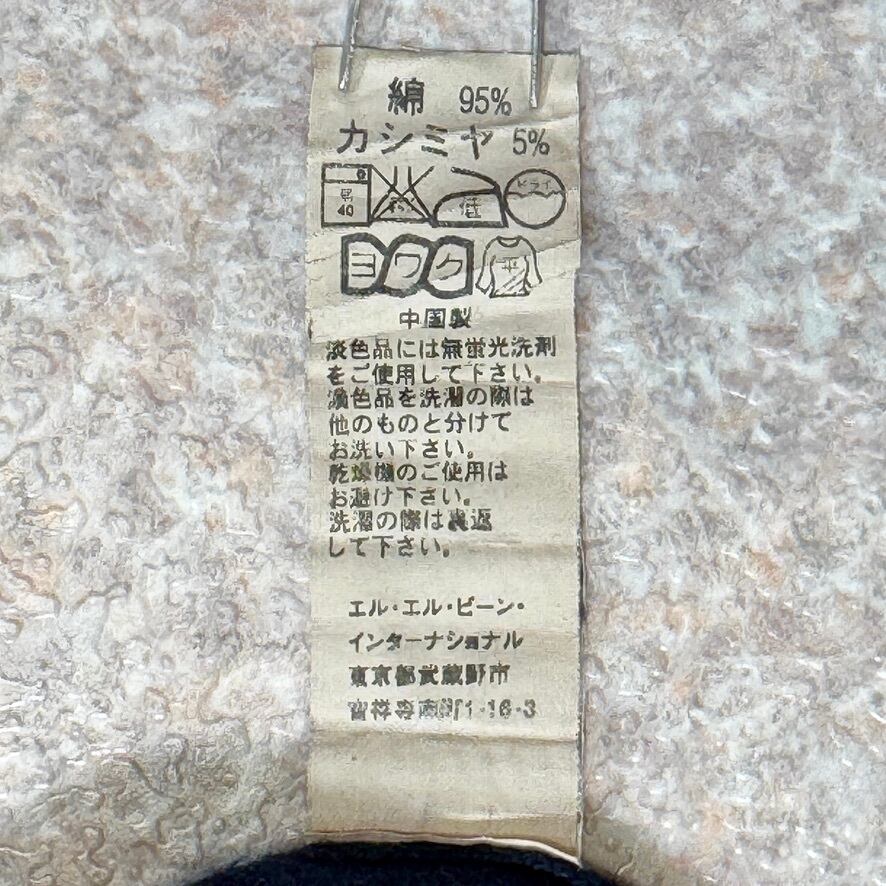 綿 95%
カシミヤ 5%
40
低 ドライ
ヨワク 平
中国製
淡色品には無蛍光洗剤
をご使用して下さい。
濃色品を洗濯の際は
他のものと分けて
お洗い下さい。
乾燥機のご使用は
お避け下さい。
洗濯の際は裏返
して下さい。
エル・エル・ビーン・
インターナショナル
東京都武蔵野市
吉祥寺南町1-16-3